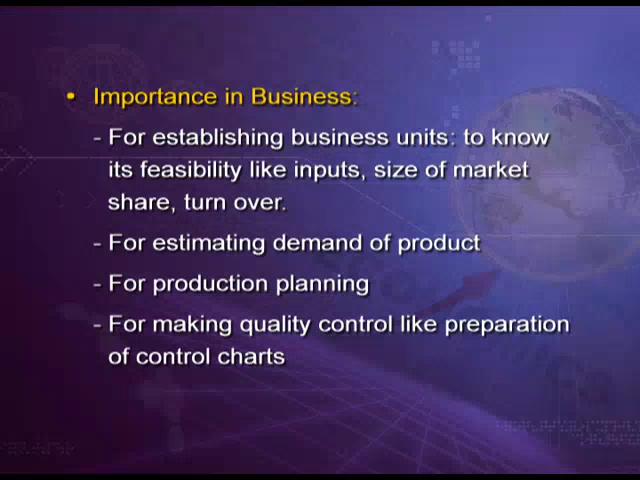 • Importance in Business:
- For establishing business units: to know
its feasibility like inputs, size of market
share, turn over.
- For estimating demand of product
- For production planning
- For making quality control like preparation
of control charts